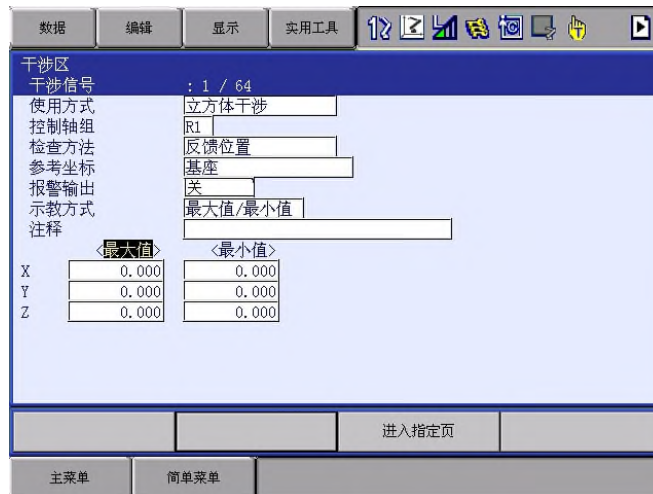 数据 编辑 显示 实用工具
干涉区
干涉信号 : 1 / 64
使用方式 立方体干涉
控制轴组 R1
检查方法 反馈位置
参考坐标 基座
报警输出 关
示教方式 最大值/最小值
注释
<最大值> <最小值>
X 0.000 0.000
Y 0.000 0.000
Z 0.000 0.000
进入指定页
主菜单 简单菜单